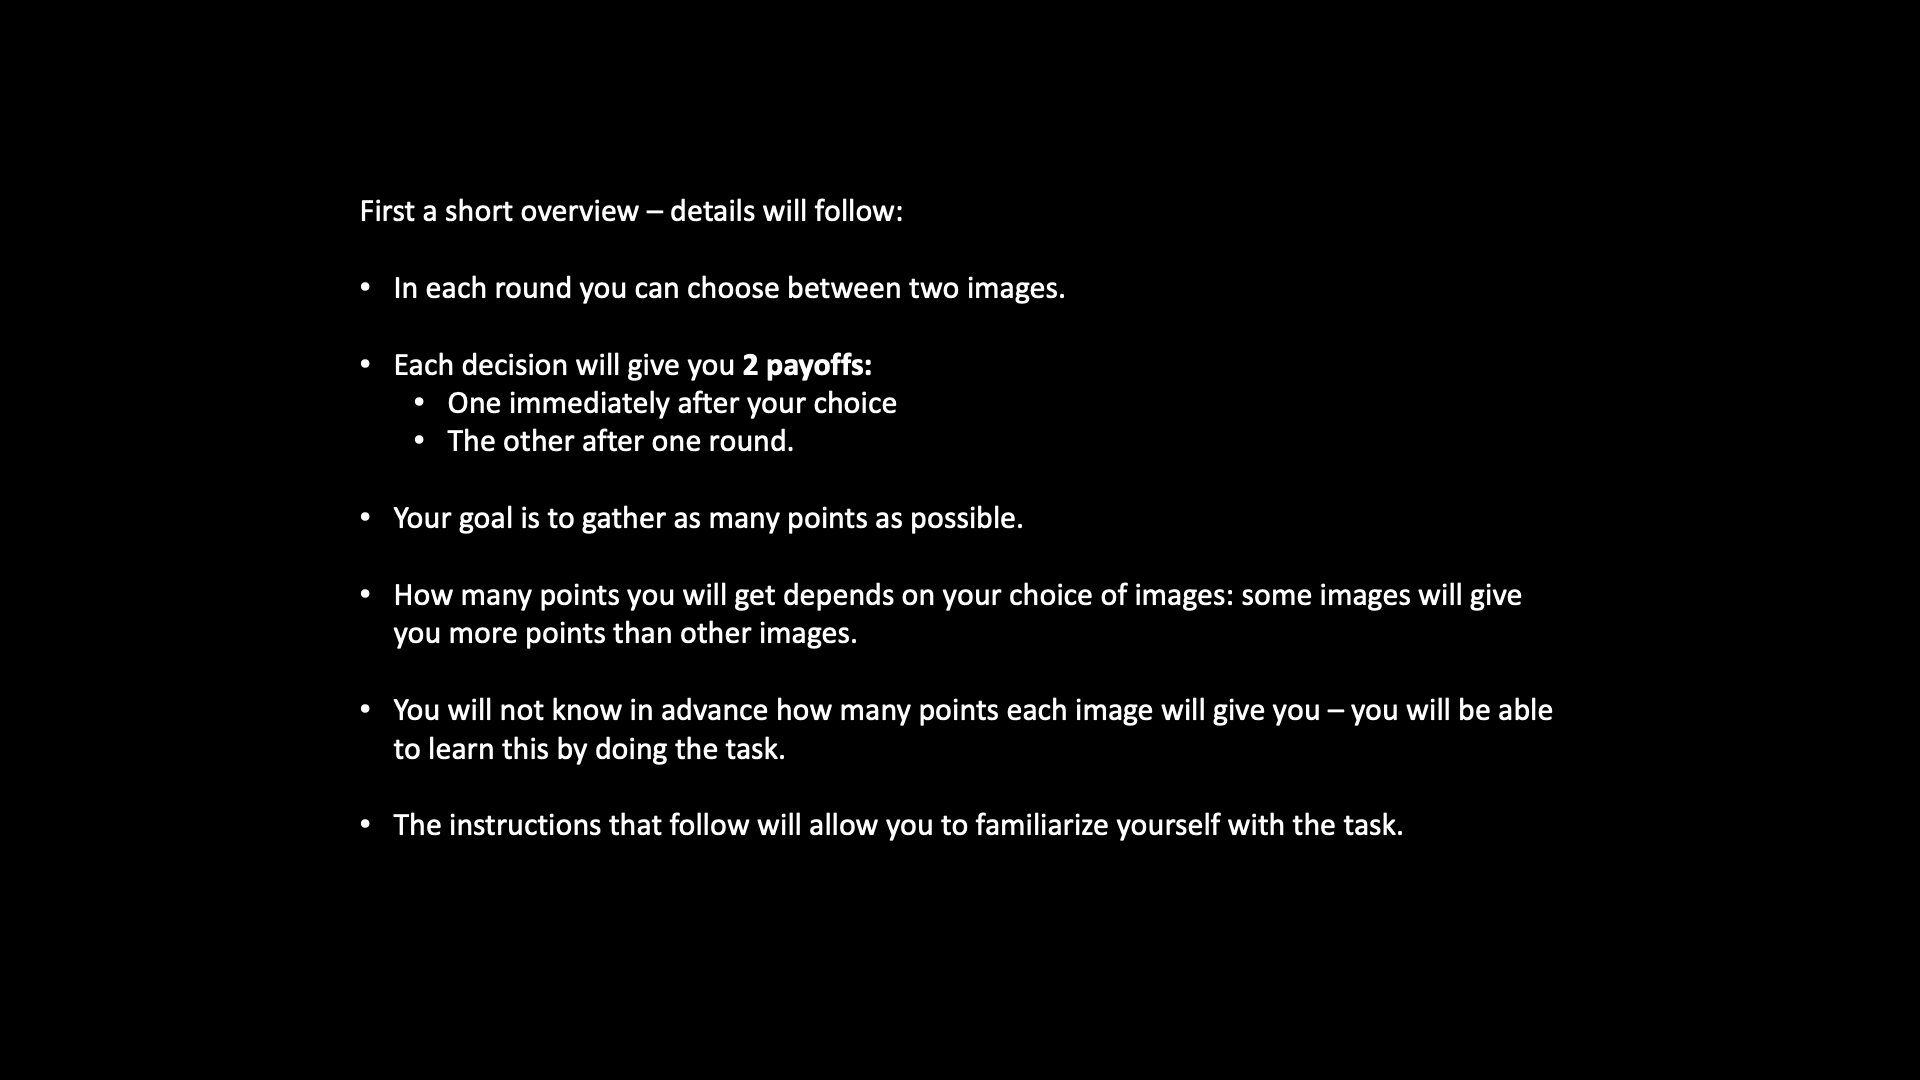 First a short overview – details will follow:
• In each round you can choose between two images.
• Each decision will give you 2 payoffs:
• One immediately after your choice
• The other after one round.
• Your goal is to gather as many points as possible.
• How many points you will get depends on your choice of images: some images will give
you more points than other images.
• You will not know in advance how many points each image will give you – you will be able
to learn this by doing the task.
• The instructions that follow will allow you to familiarize yourself with the task.